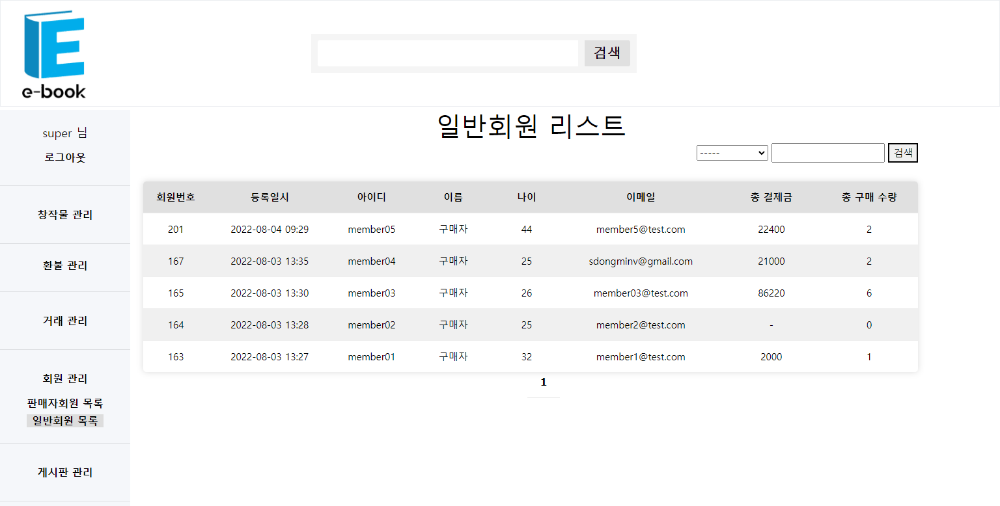 e-book
검색
super 님
로그아웃
창작물 관리
환불 관리
거래 관리
회원 관리
판매자회원 목록
일반회원 목록
게시판 관리
일반회원 리스트
----- 검색
회원번호 등록일시 아이디 이름 나이 이메일 총 결제금 총 구매 수량
201 2022-08-04 09:29 member05 구매자 44 member5@test.com 22400 2
167 2022-08-03 13:35 member04 구매자 25 sdongminv@gmail.com 21000 2
165 2022-08-03 13:30 member03 구매자 26 member03@test.com 86220 6
164 2022-08-03 13:28 member02 구매자 25 member2@test.com - 0
163 2022-08-03 13:27 member01 구매자 32 member1@test.com 2000 1
1